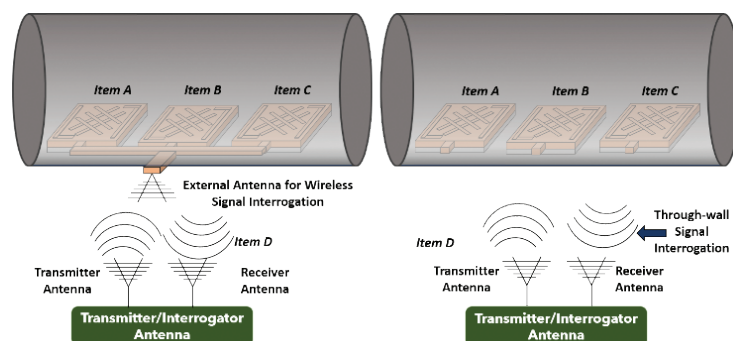 Item A
Item B
Item C
External Antenna for Wireless
Signal Interrogation
Item D
Transmitter
Antenna
Receiver
Antenna
Transmitter/Interrogator
Antenna
Item A
Item B
Item C
Through-wall
Signal
Interrogation
Item D
Transmitter
Antenna
Receiver
Antenna
Transmitter/Interrogator
Antenna